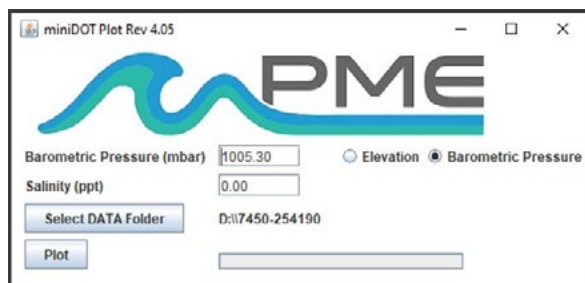 miniDOT Plot Rev 4.05
PME
Barometric Pressure (mbar) 1005.30 Elevation Barometric Pressure
Salinity (ppt) 0.00
Select DATA Folder D:\\7450-254190
Plot